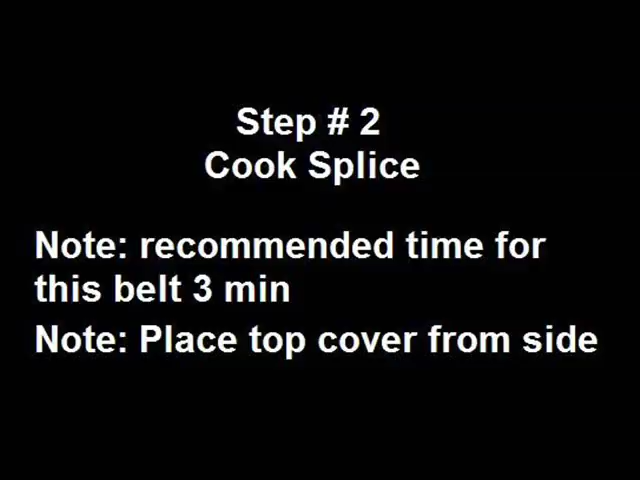 Step # 2
Cook Splice
Note: recommended time for
this belt 3 min
Note: Place top cover from side